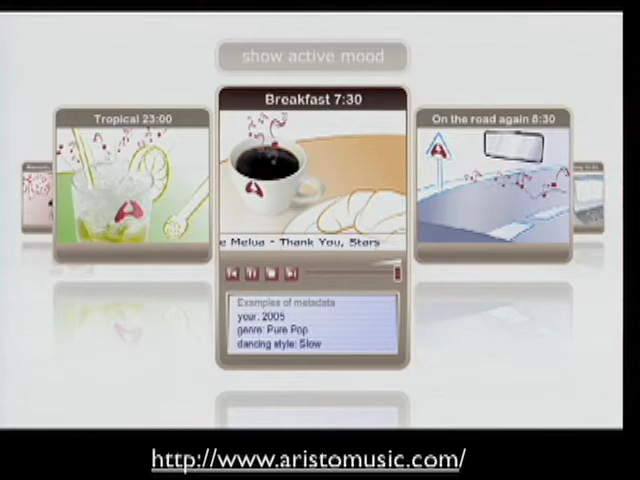 show active mood
Breakfast 7:30
Tropical 23:00
On the road again 8:30
e Melua - Thank You, Stars
Examples of metadata
year: 2005
genre: Pure Pop
dancing style: Slow
http://www.aristomusic.com/